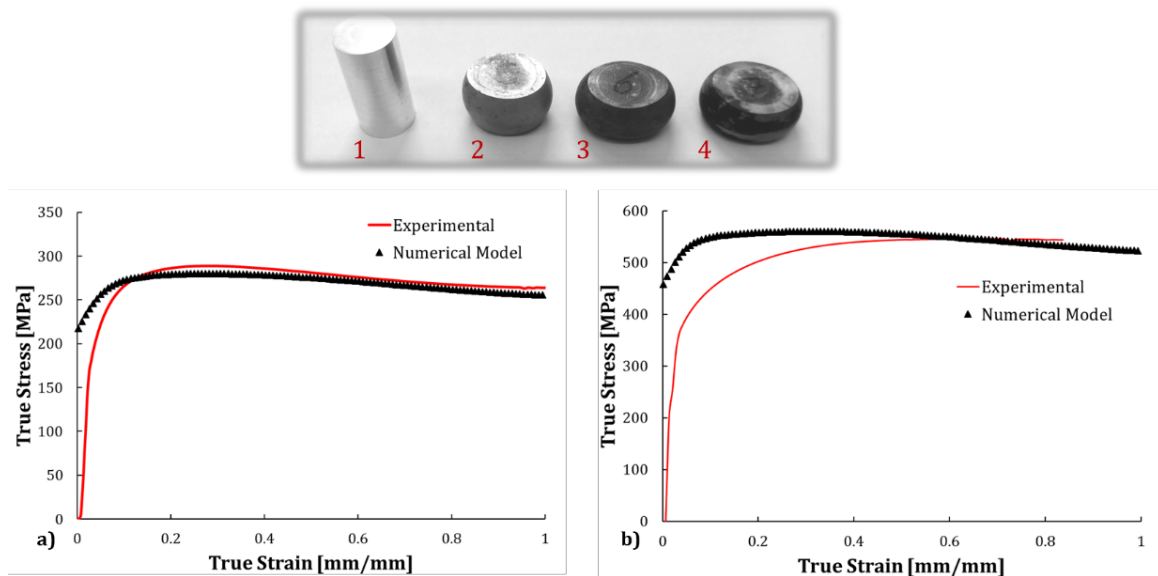 1 2 3 4
350
300
250
200
150
100
50
0
0 0.2 0.4 0.6 0.8 1
True Stress [MPa]
True Strain [mm/mm]
Experimental
Numerical Model
a)
600
500
400
300
200
100
0
0 0.2 0.4 0.6 0.8 1
True Stress [MPa]
True Strain [mm/mm]
Experimental
Numerical Model
b)